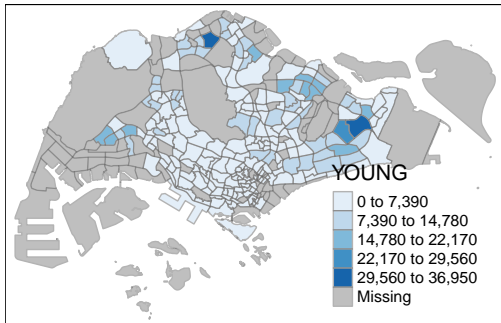 YOUNG
0 to 7,390
7,390 to 14,780
14,780 to 22,170
22,170 to 29,560
29,560 to 36,950
Missing